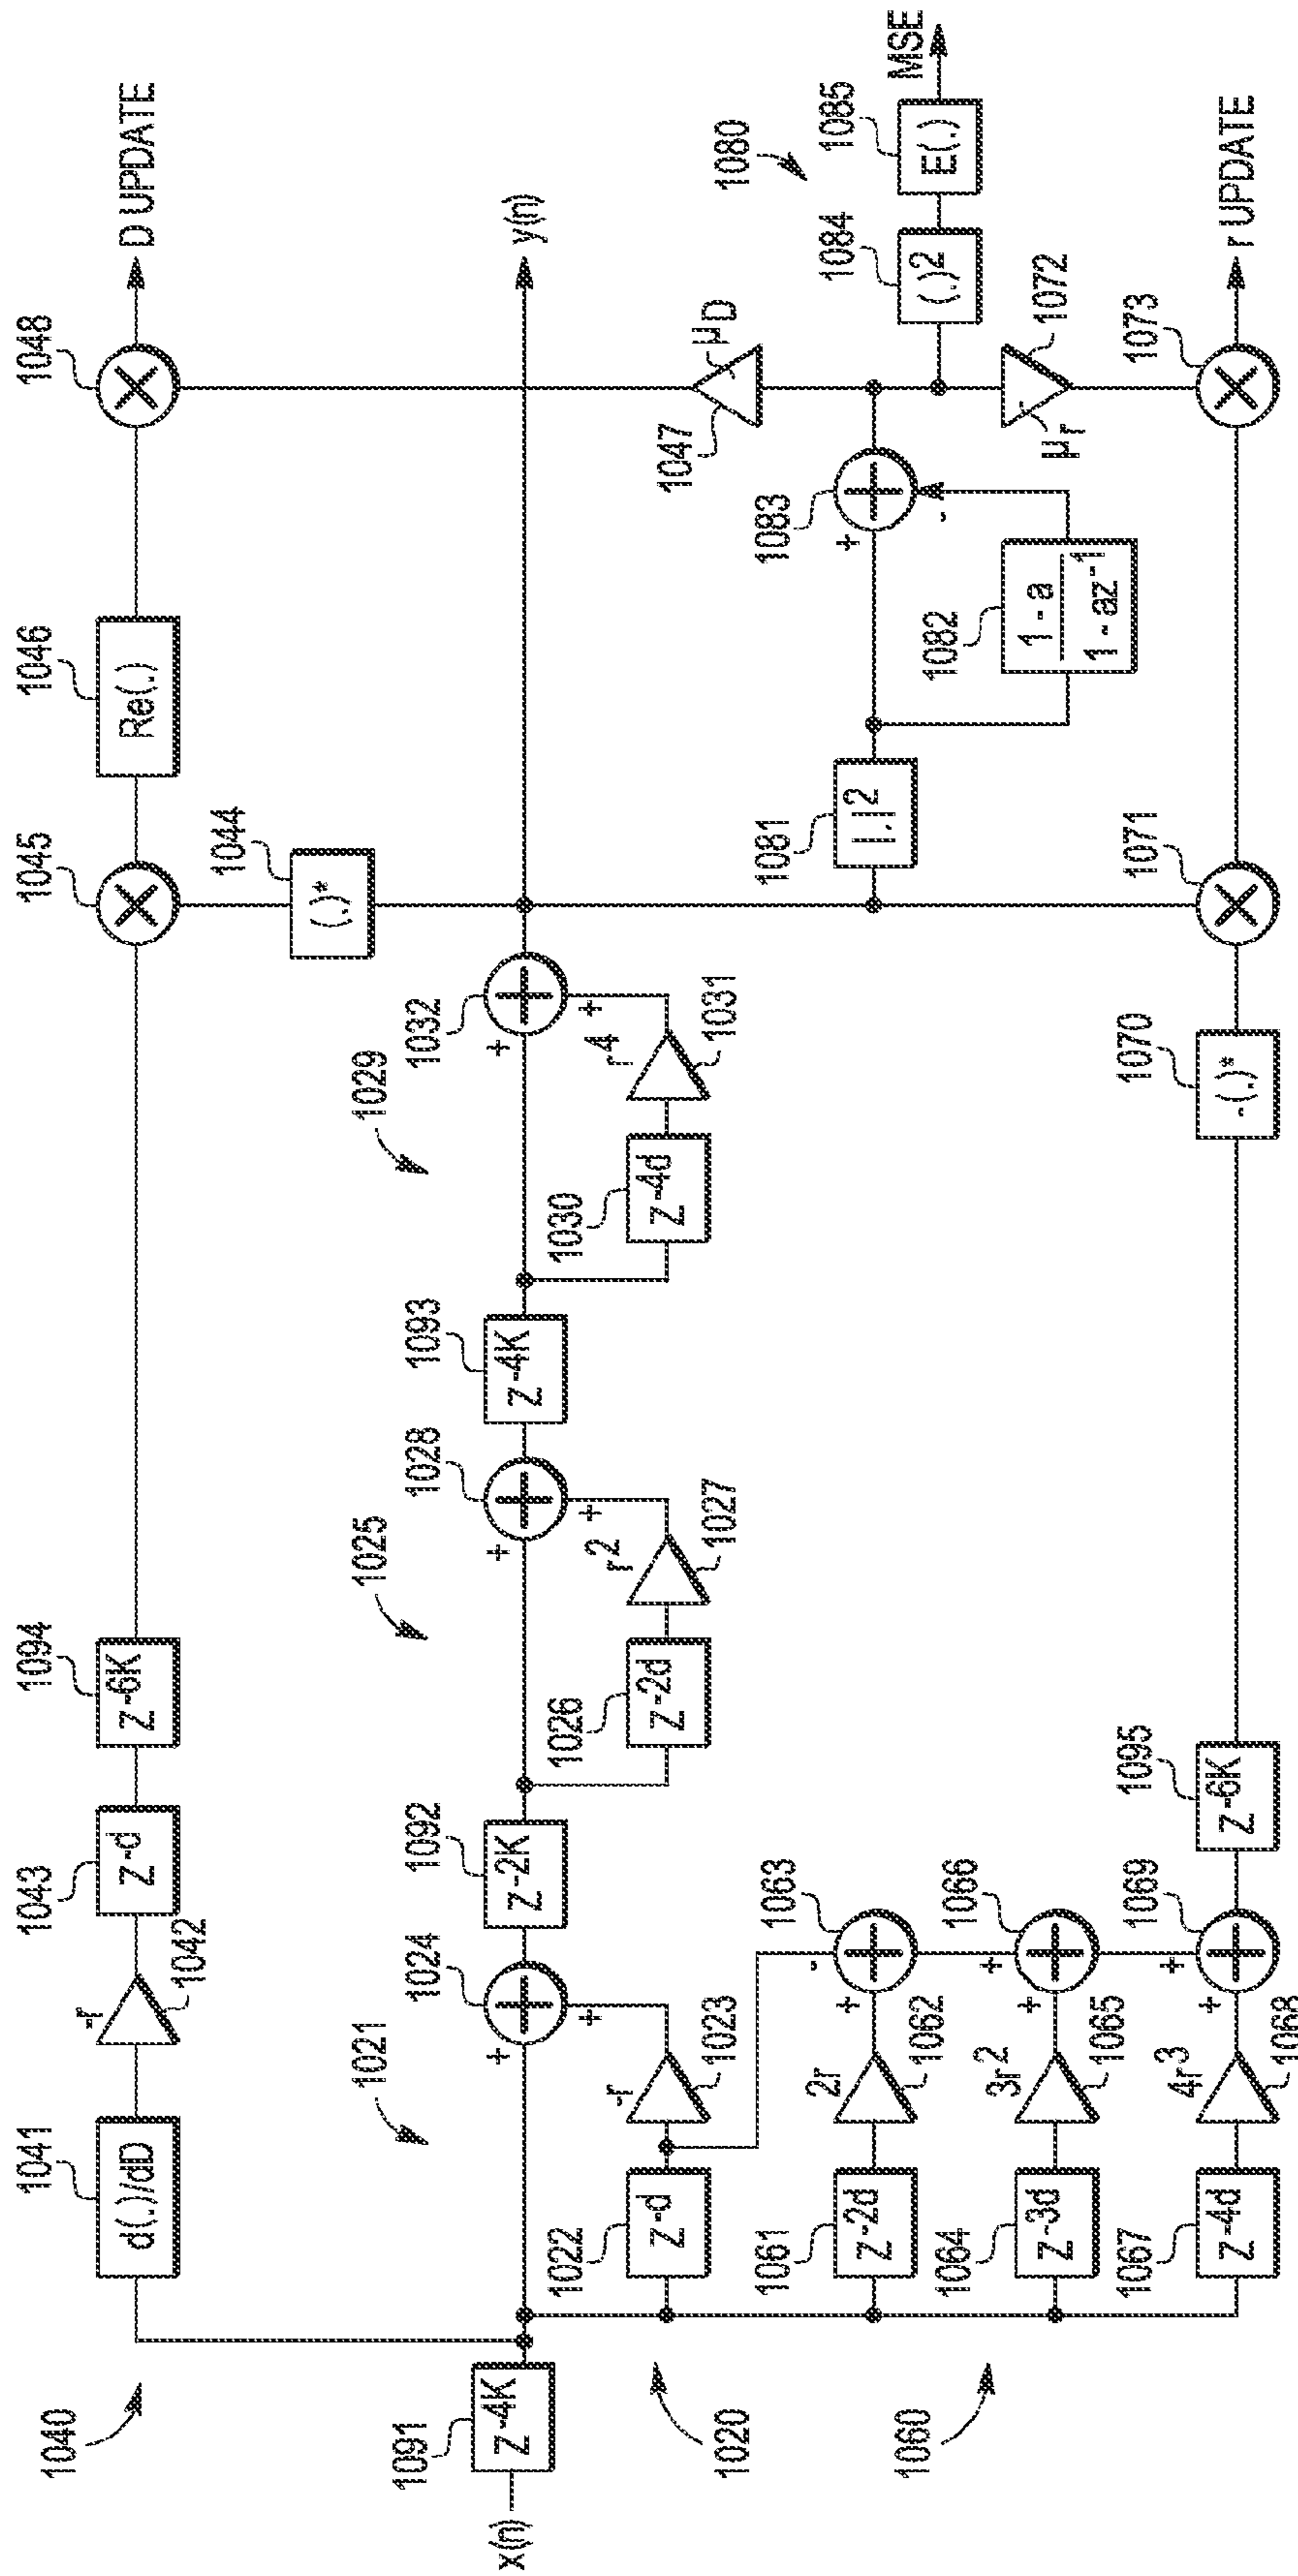 1040
1041
d(.)/dD
-r
1042
1043
z-d
1094
z-6K
1045
1044
(.)*
1046
Re(.)
1048
D UPDATE
x(n)
1091
z-4K
1021
1024
+
+
1092
z-2K
1025
1028
+
+
1093
z-4K
1029
1032
+
+
y(n)
1020
1022
z-d
-r
1023
1026
z-2d
r2
1027
1030
z-4d
r4
1031
1047
μD
1080
1081
|.|2
1083
+
-
1082
1 - a
1 - az-1
1084
(.)2
1085
E(.)
MSE
μr
1072
1060
1061
z-2d
2r
1062
1063
-
+
1064
z-3d
3r2
1065
1066
+
+
1067
z-4d
4r3
1068
1069
+
+
1095
z-6K
1070
-(.)*
1071
1073
r UPDATE